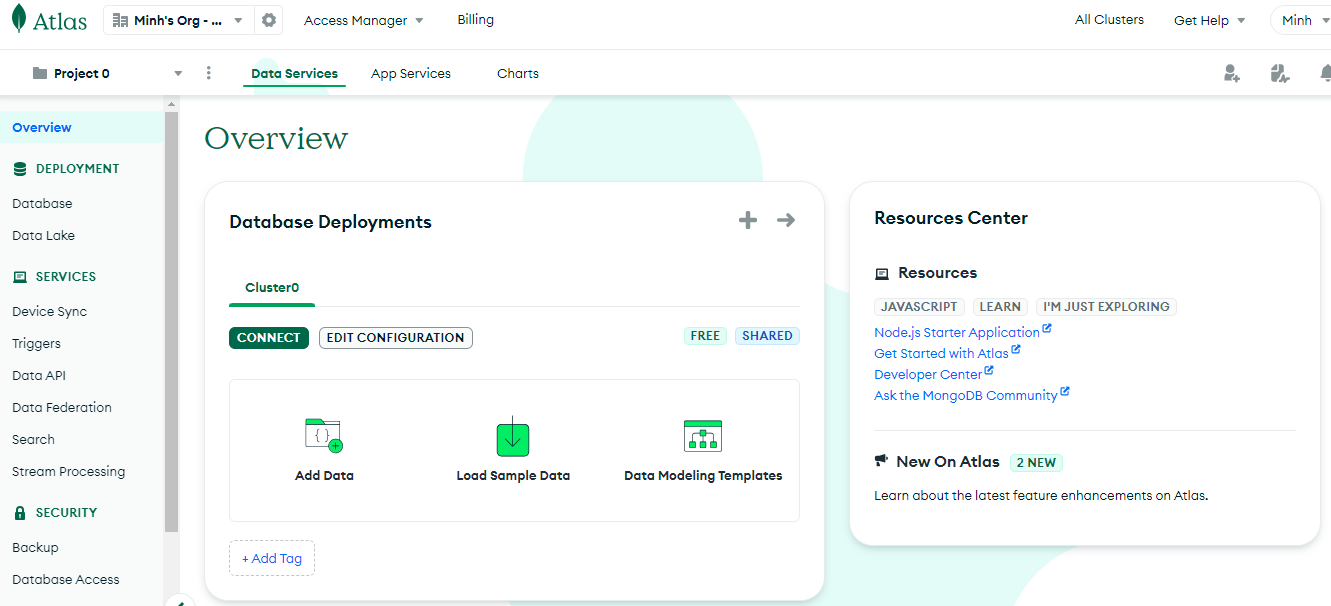 Atlas
Minh's Org - ...
Access Manager
Billing
All Clusters
Get Help
Minh
Project 0
Data Services
App Services
Charts
Overview
DEPLOYMENT
Database
Data Lake
SERVICES
Device Sync
Triggers
Data API
Data Federation
Search
Stream Processing
SECURITY
Backup
Database Access
Overview
Database Deployments
Cluster0
CONNECT
EDIT CONFIGURATION
FREE
SHARED
{ }
Add Data
Load Sample Data
Data Modeling Templates
+ Add Tag
Resources Center
Resources
JAVASCRIPT
LEARN
I'M JUST EXPLORING
Node.js Starter Application
Get Started with Atlas
Developer Center
Ask the MongoDB Community
New On Atlas
2 NEW
Learn about the latest feature enhancements on Atlas.